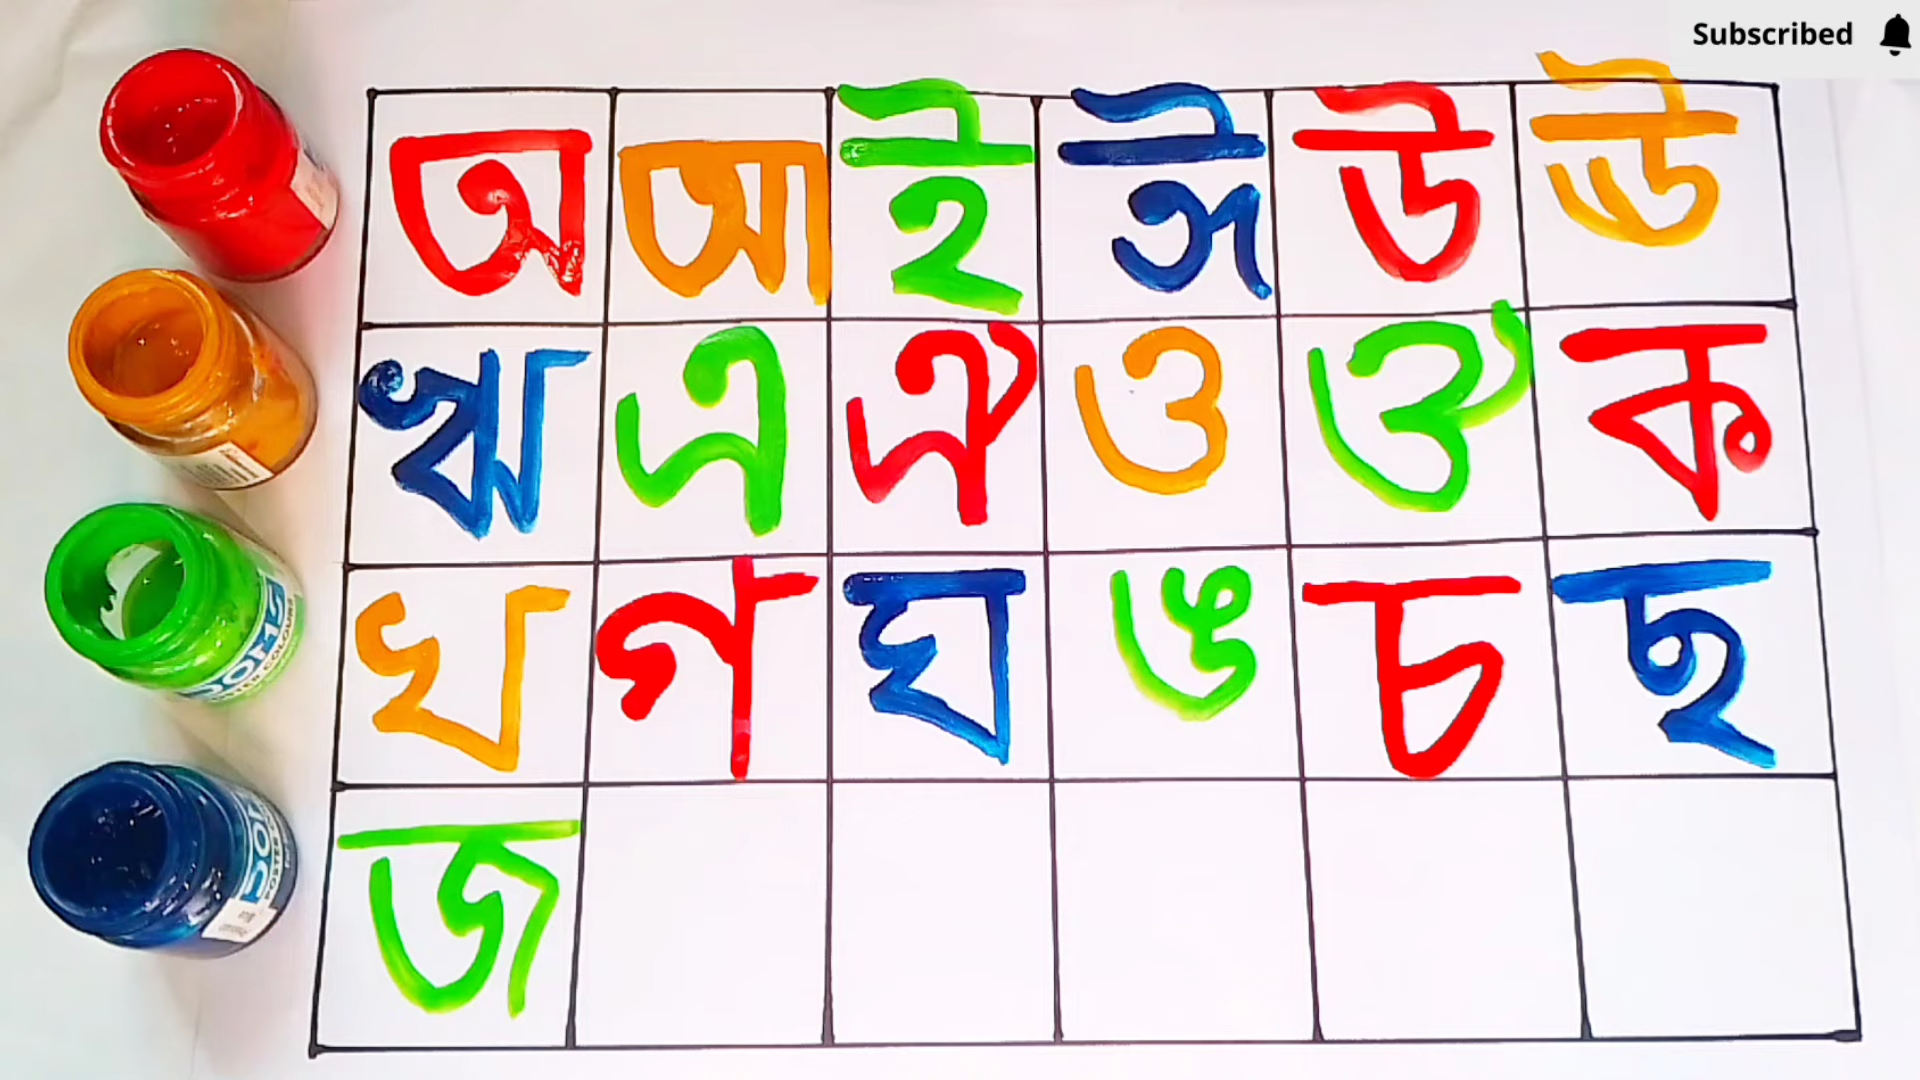 Subscribed
অ আ ই ঈ উ ঊ
ঋ এ ঐ ও ঔ ক
খ গ ঘ ঙ চ ছ
জ